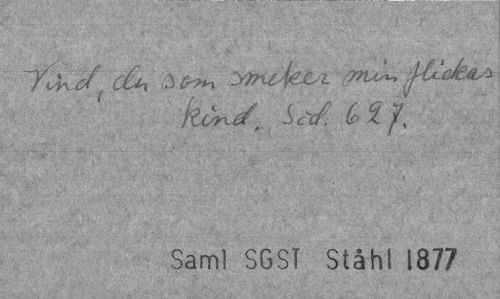 Vind, du som smeker min flickas
kind. Sid. 627.
Saml SGST Ståhl 1877